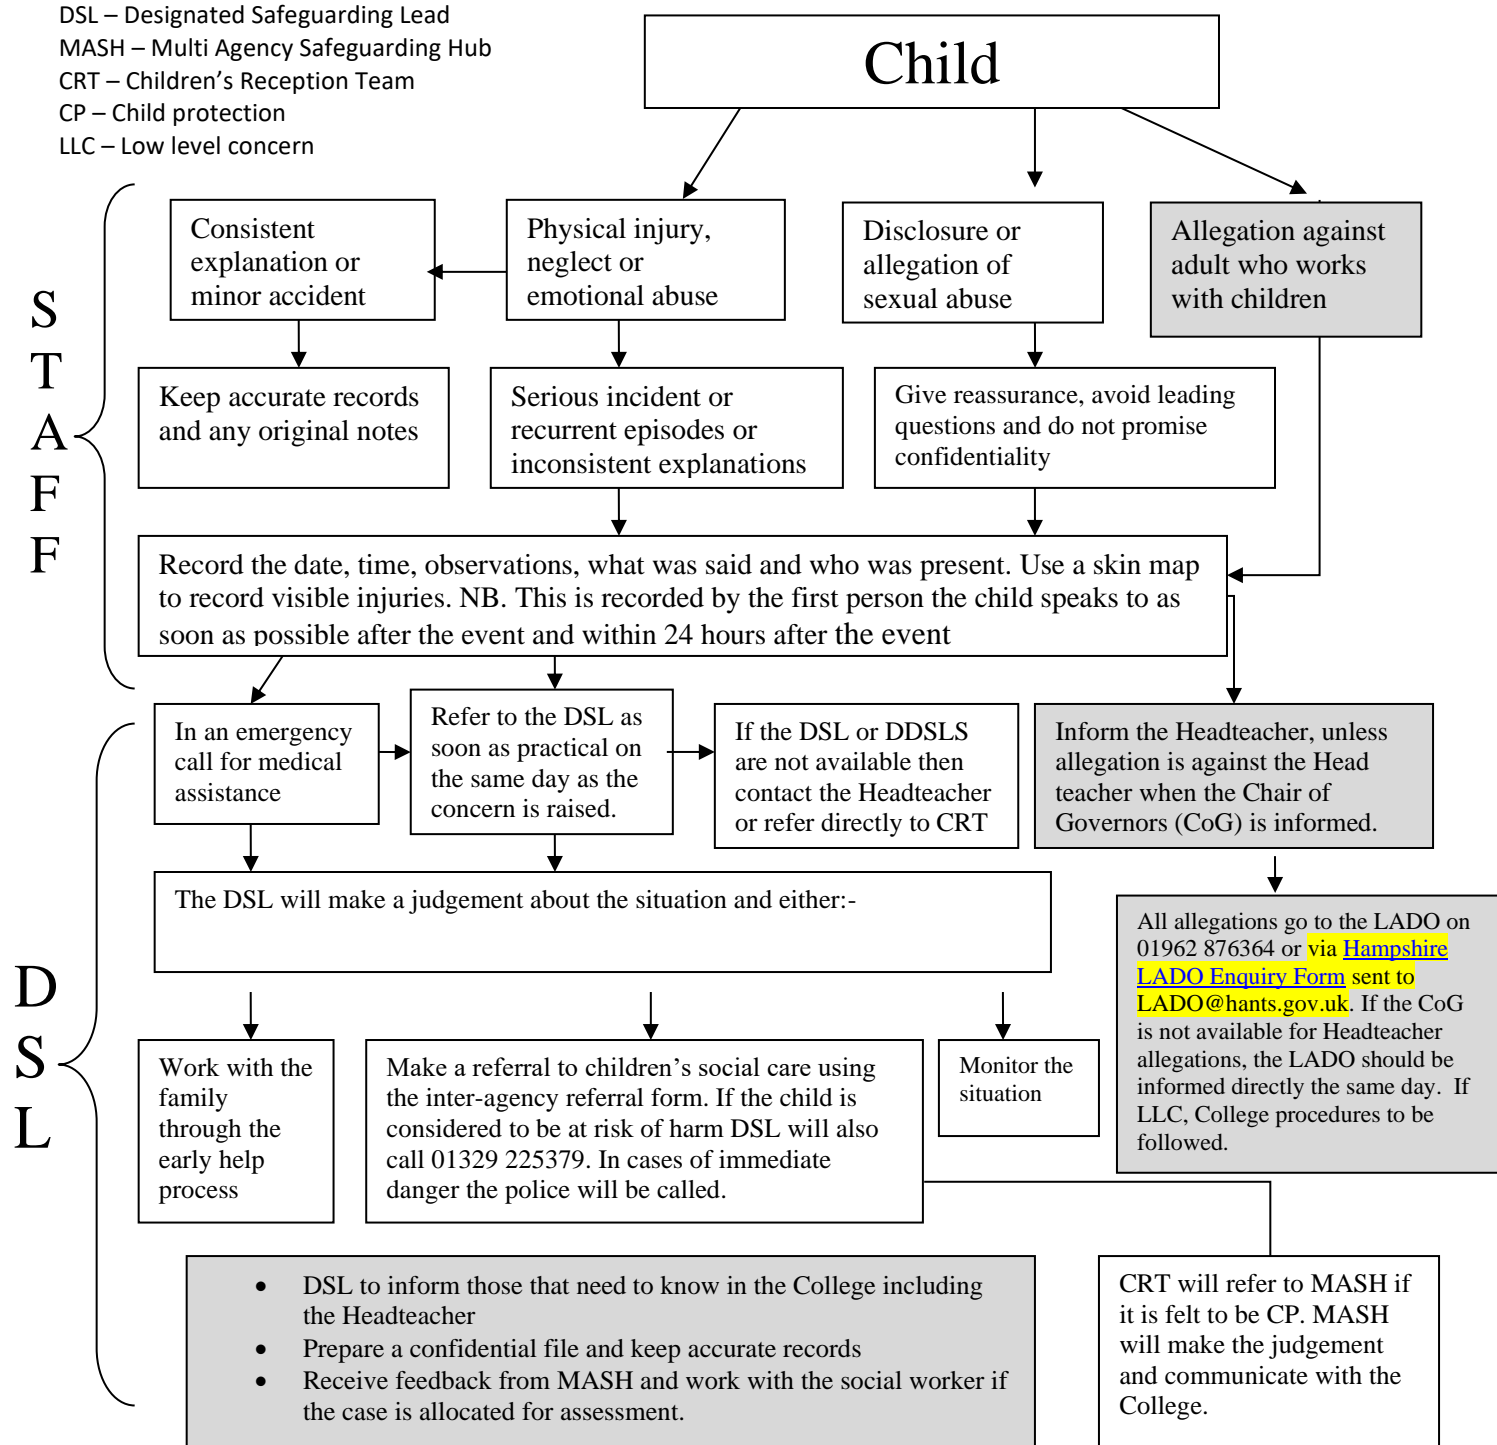 DSL – Designated Safeguarding Lead
MASH – Multi Agency Safeguarding Hub
CRT – Children's Reception Team
CP – Child protection
LLC – Low level concern
Child
S
T
A
F
F
Consistent
explanation or
minor accident
Physical injury,
neglect or
emotional abuse
Disclosure or
allegation of
sexual abuse
Allegation against
adult who works
with children
Keep accurate records
and any original notes
Serious incident or
recurrent episodes or
inconsistent explanations
Give reassurance, avoid leading
questions and do not promise
confidentiality
Record the date, time, observations, what was said and who was present. Use a skin map
to record visible injuries. NB. This is recorded by the first person the child speaks to as
soon as possible after the event and within 24 hours after the event
D
S
L
In an emergency
call for medical
assistance
Refer to the DSL as
soon as practical on
the same day as the
concern is raised.
If the DSL or DDSLS
are not available then
contact the Headteacher
or refer directly to CRT
Inform the Headteacher, unless
allegation is against the Head
teacher when the Chair of
Governors (CoG) is informed.
The DSL will make a judgement about the situation and either:-
All allegations go to the LADO on
01962 876364 or via Hampshire
LADO Enquiry Form sent to
LADO@hants.gov.uk. If the CoG
is not available for Headteacher
allegations, the LADO should be
informed directly the same day. If
LLC, College procedures to be
followed.
Work with the
family
through the
early help
process
Make a referral to children's social care using
the inter-agency referral form. If the child is
considered to be at risk of harm DSL will also
call 01329 225379. In cases of immediate
danger the police will be called.
Monitor the
situation
• DSL to inform those that need to know in the College including
the Headteacher
• Prepare a confidential file and keep accurate records
• Receive feedback from MASH and work with the social worker if
the case is allocated for assessment.
CRT will refer to MASH if
it is felt to be CP. MASH
will make the judgement
and communicate with the
College.